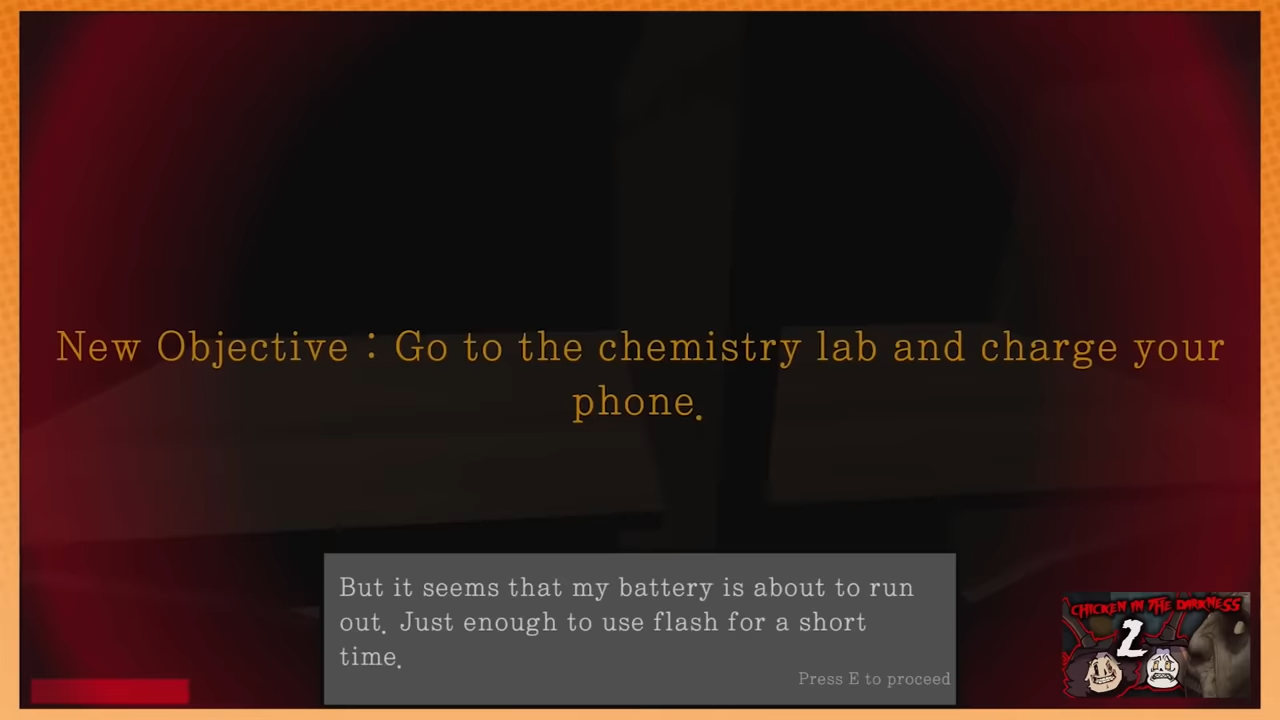 New Objective : Go to the chemistry lab and charge your
phone.
But it seems that my battery is about to run
out. Just enough to use flash for a short
time.
Press E to proceed
CHICKEN IN THE DARKNESS
2